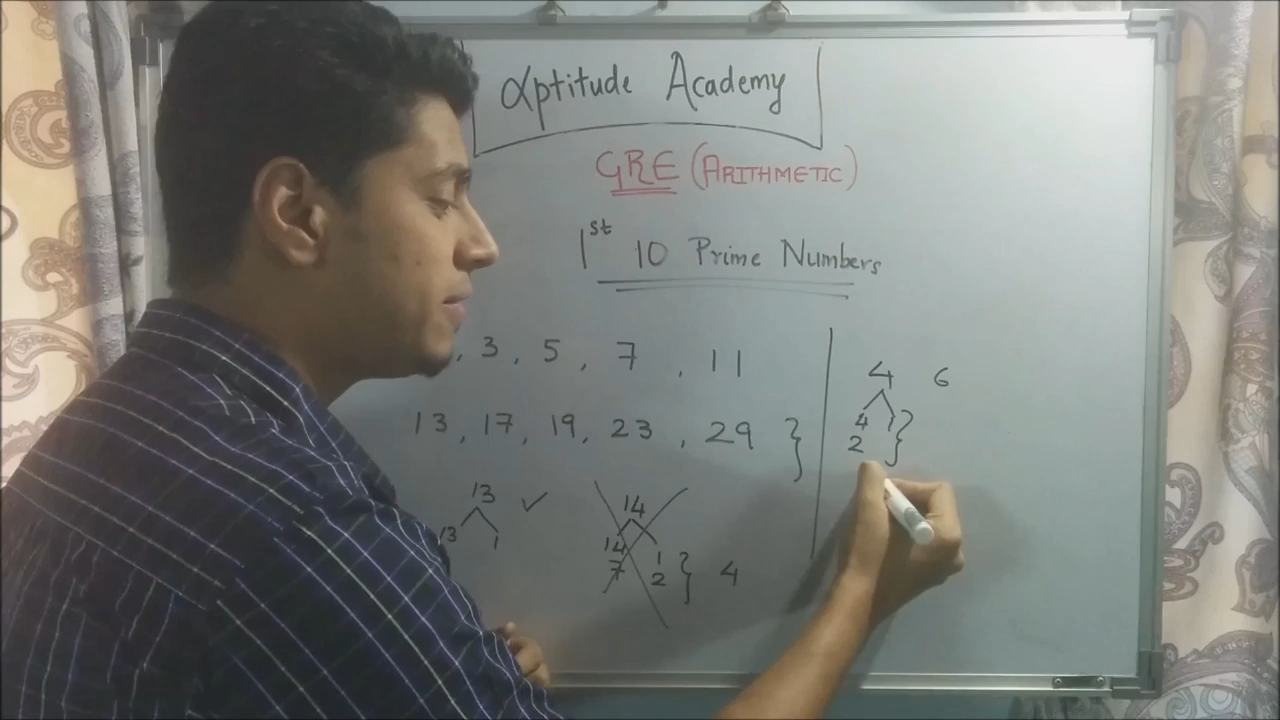 αptitude Academy
GRE (ARITHMETIC)
1st 10 Prime Numbers
, 3 , 5 , 7 , 11
13 , 17 , 19 , 23 , 29 }
13 ✓
13 1
14
14 1
7 2 } 4
4 6
4 1
2 }